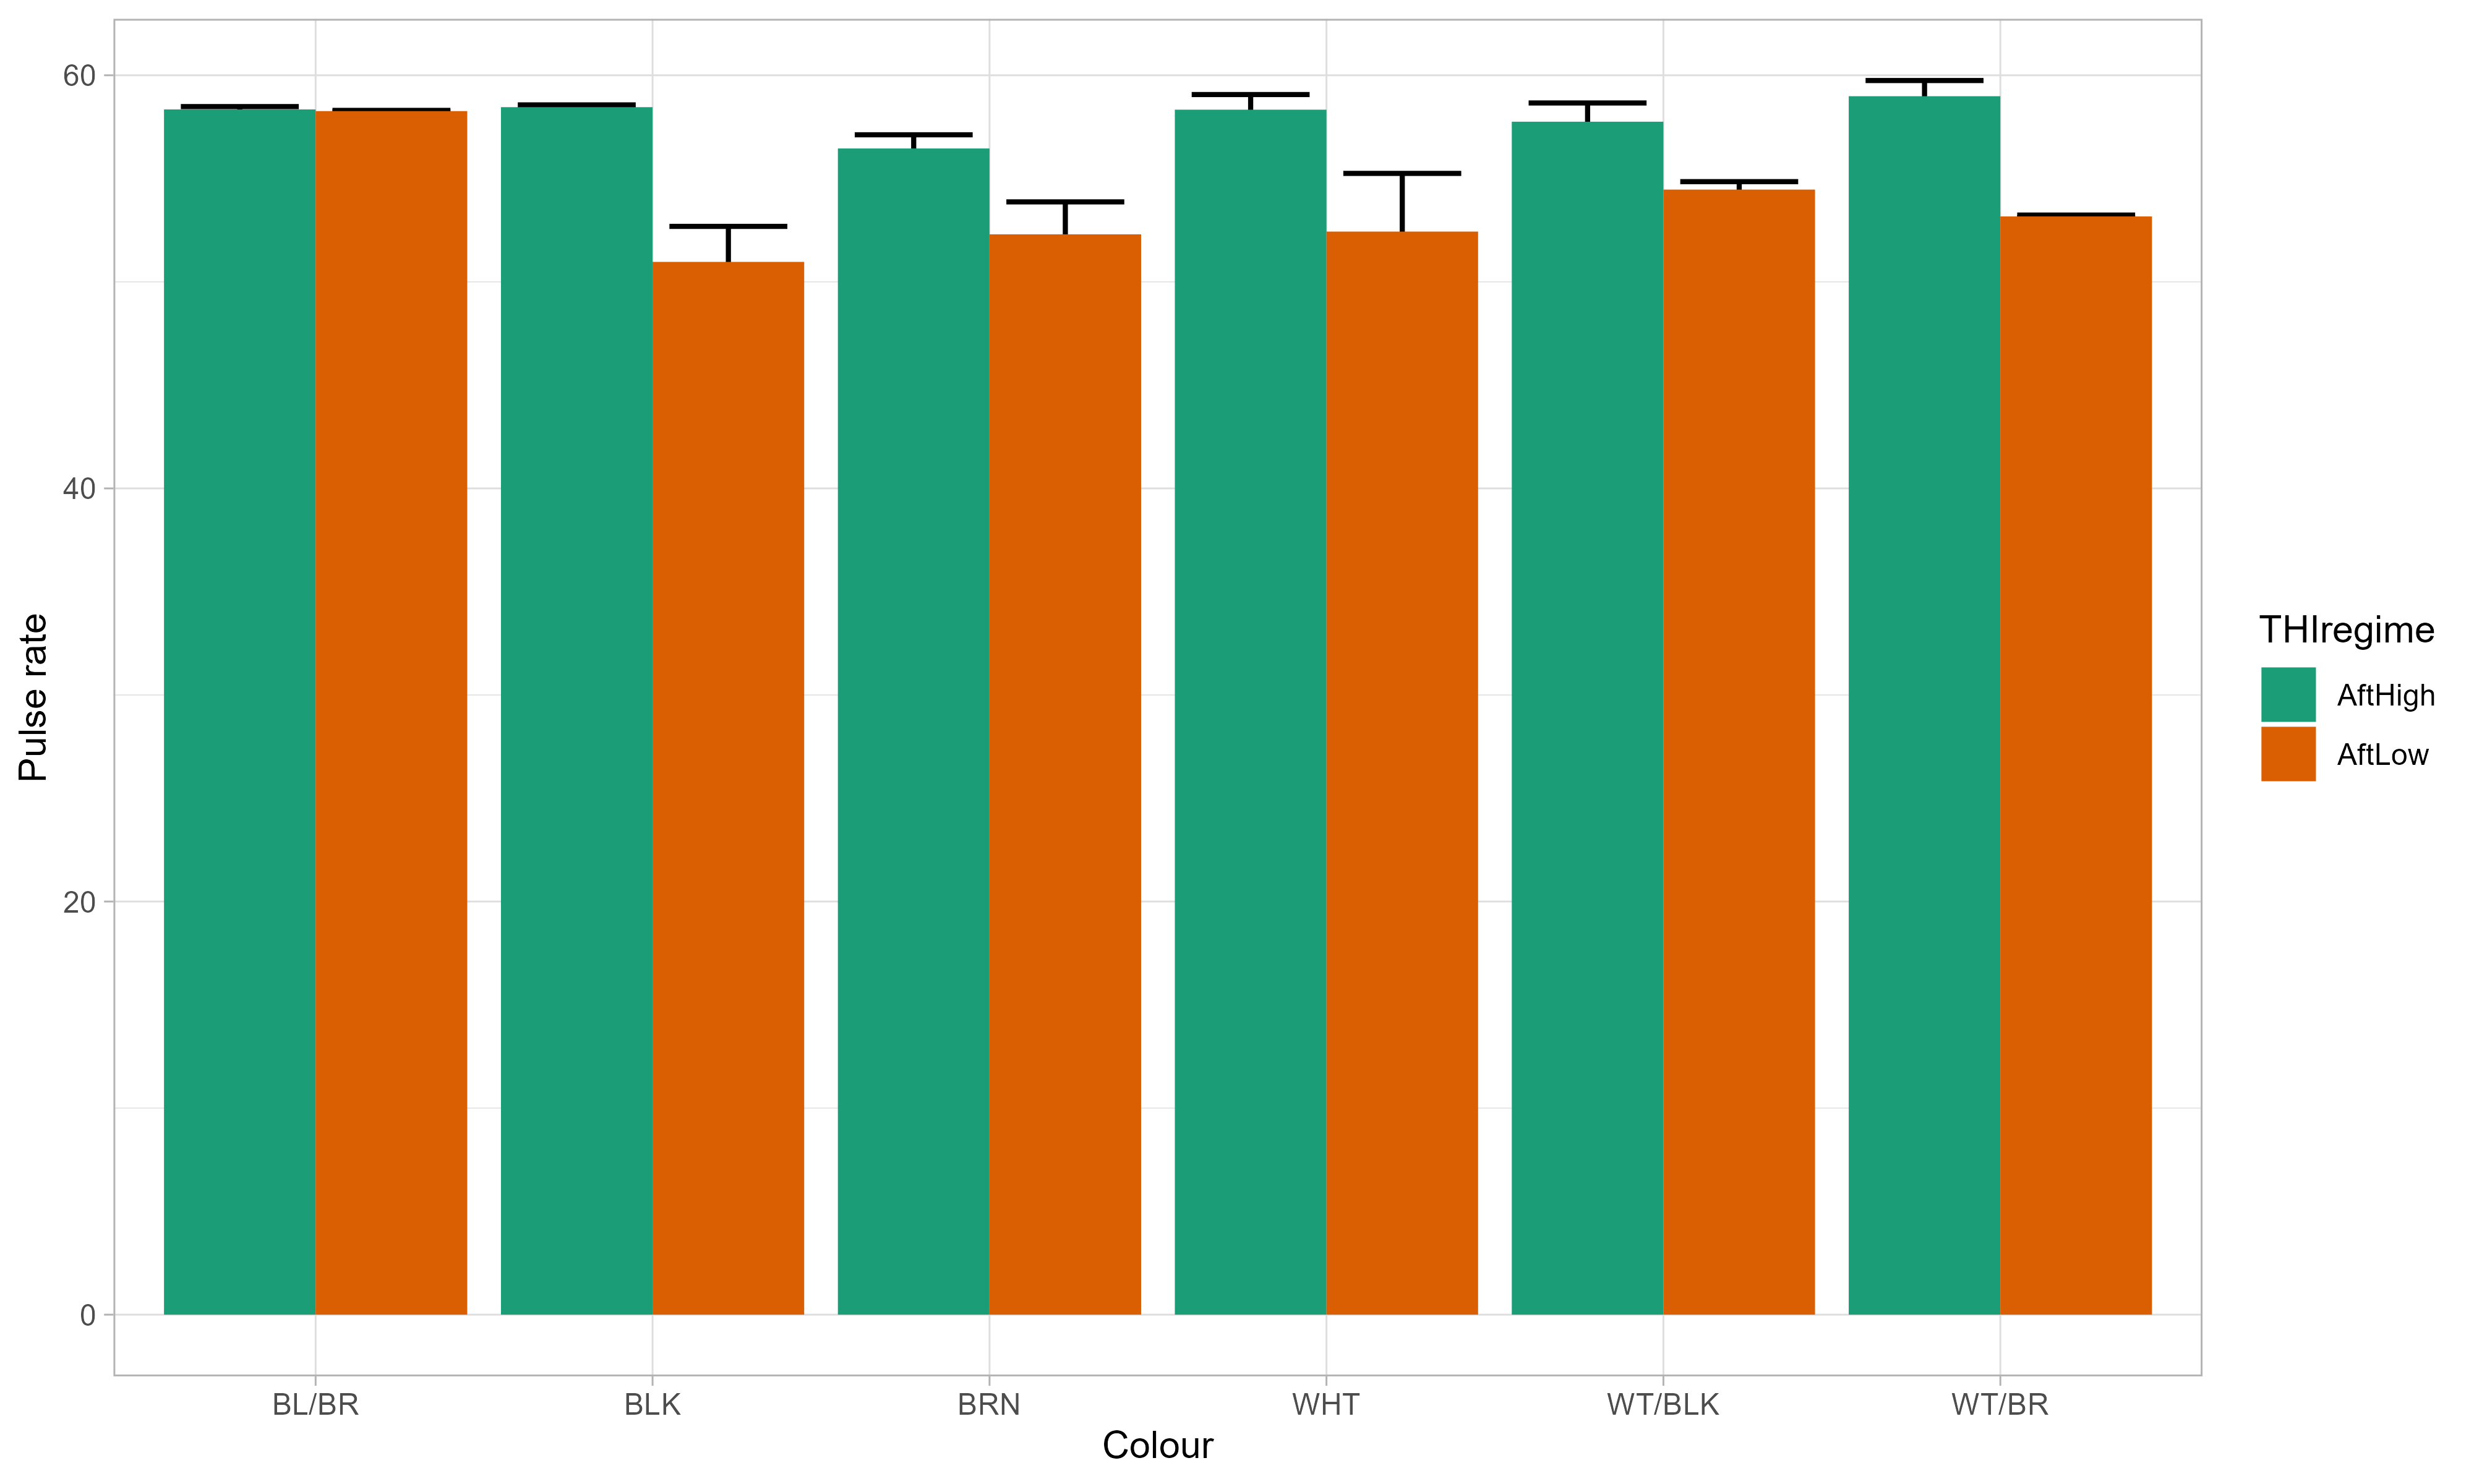 60
40
20
0
Pulse rate
BL/BR
BLK
BRN
WHT
WT/BLK
WT/BR
Colour
THIregime
AftHigh
AftLow